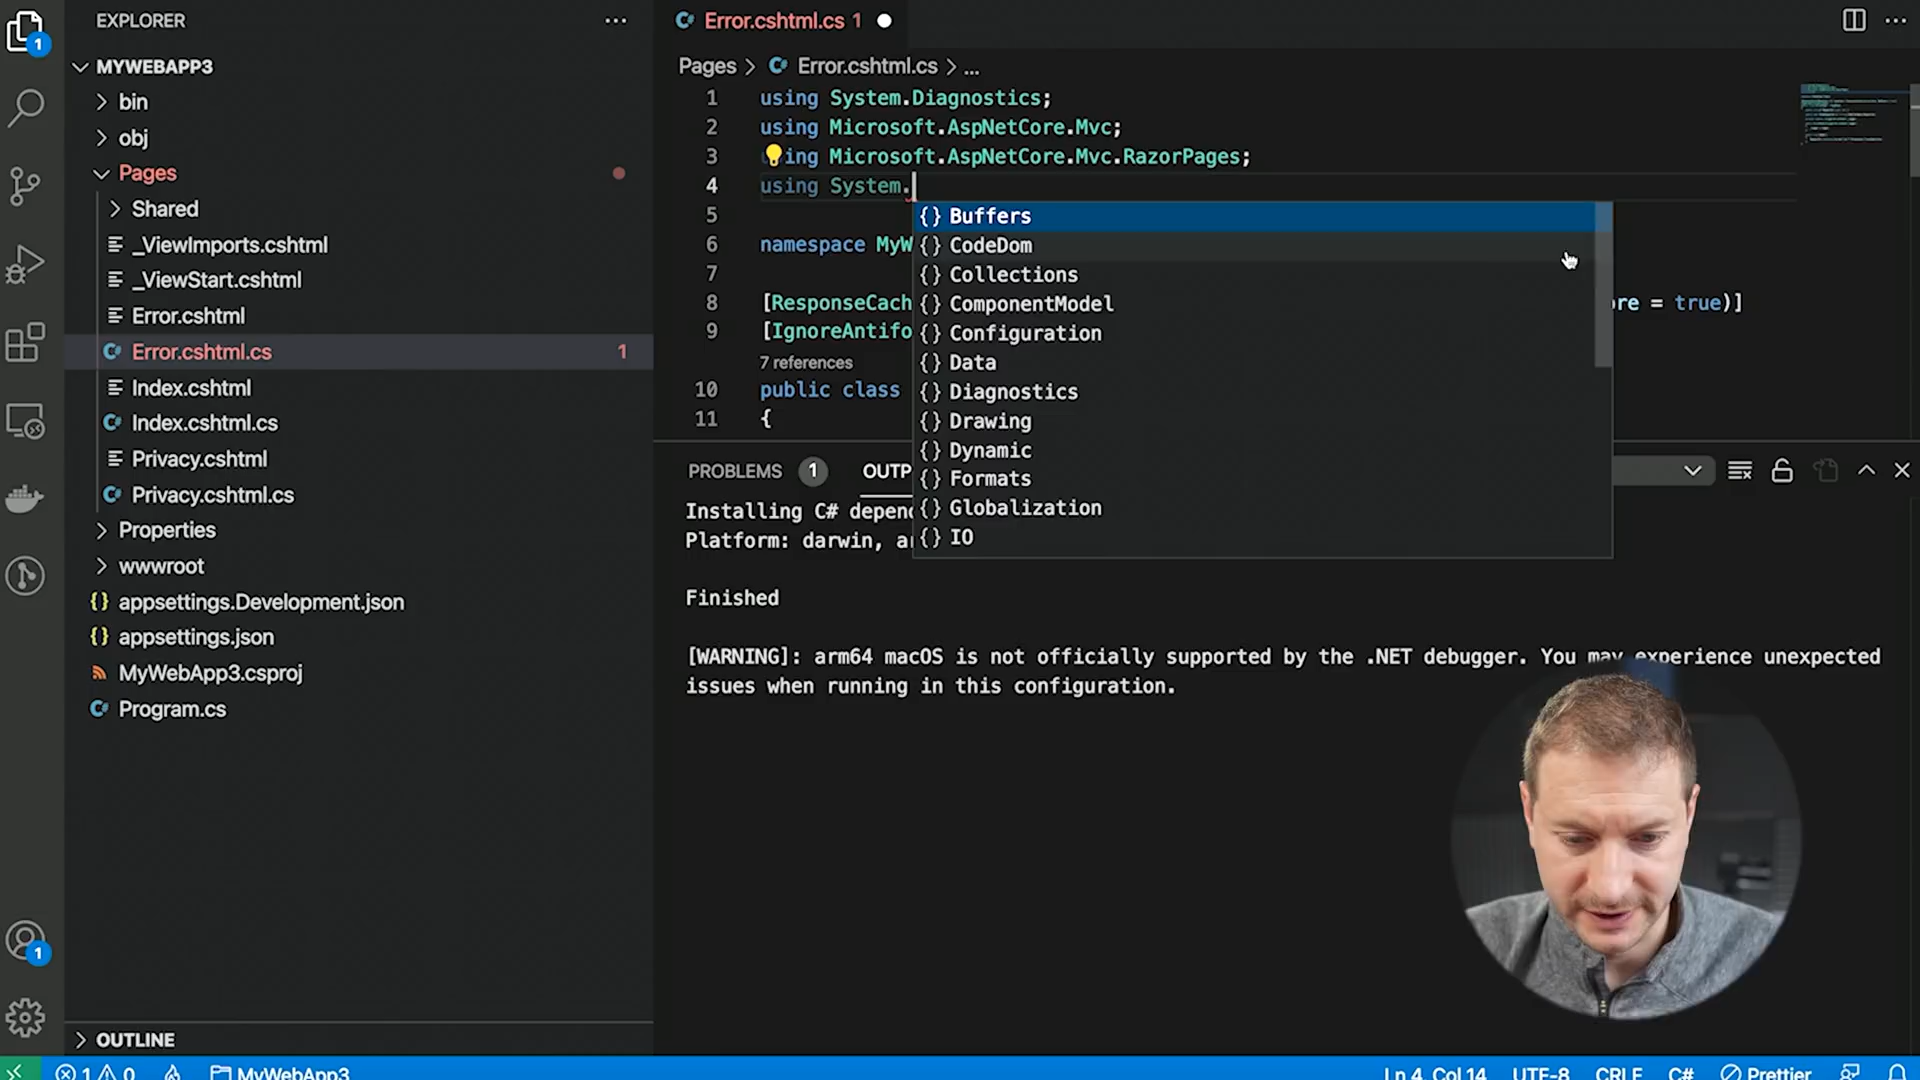 EXPLORER
MYWEBAPP3
bin
obj
Pages
Shared
_ViewImports.cshtml
_ViewStart.cshtml
Error.cshtml
Error.cshtml.cs 1
Index.cshtml
Index.cshtml.cs
Privacy.cshtml
Privacy.cshtml.cs
Properties
wwwroot
appsettings.Development.json
appsettings.json
MyWebApp3.csproj
Program.cs
OUTLINE
1
1
Error.cshtml.cs 1
Pages > Error.cshtml.cs > ...
1 using System.Diagnostics;
2 using Microsoft.AspNetCore.Mvc;
3 ing Microsoft.AspNetCore.Mvc.RazorPages;
4 using System.
5
6 namespace MyW
7
8 [ResponseCach re = true)]
9 [IgnoreAntifo
7 references
10 public class
11 {
{} Buffers
{} CodeDom
{} Collections
{} ComponentModel
{} Configuration
{} Data
{} Diagnostics
{} Drawing
{} Dynamic
{} Formats
{} Globalization
{} IO
PROBLEMS 1 OUTP
Installing C# depen
Platform: darwin, a
Finished
[WARNING]: arm64 macOS is not officially supported by the .NET debugger. You may experience unexpected
issues when running in this configuration.
1 0 MyWebApp3 Ln 4, Col 14 UTF-8 CRLF C# Prettier